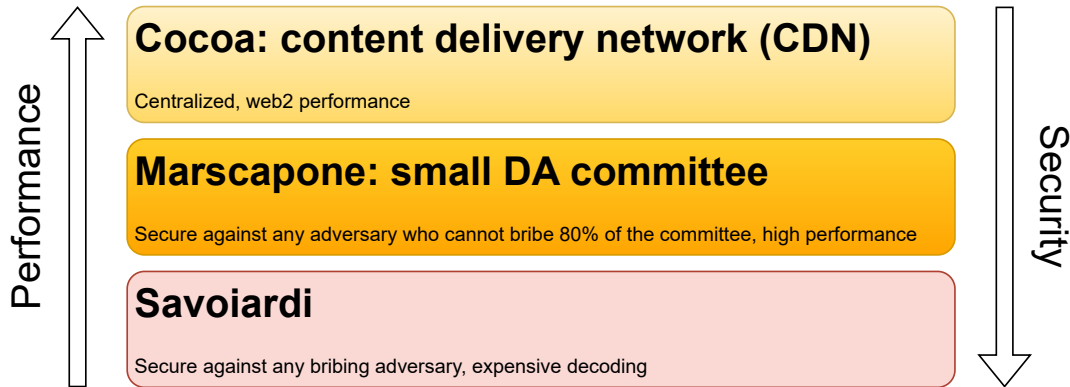 Performance
Cocoa: content delivery network (CDN)
Centralized, web2 performance
Marscapone: small DA committee
Secure against any adversary who cannot bribe 80% of the committee, high performance
Savoiardi
Secure against any bribing adversary, expensive decoding
Security